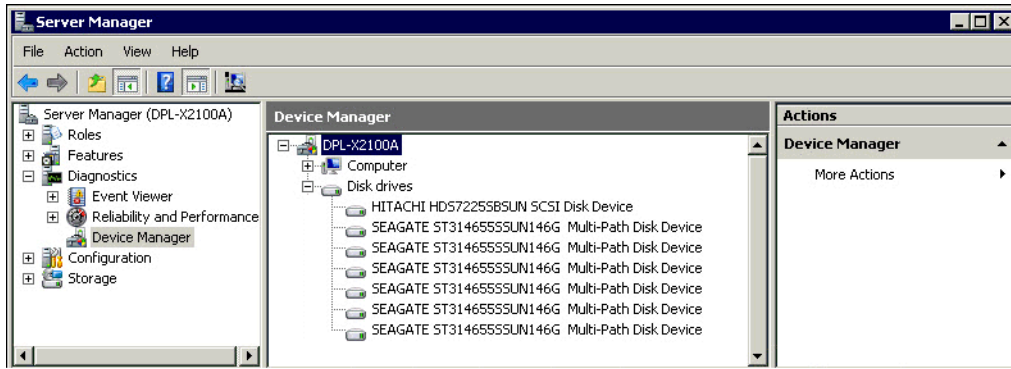 Server Manager
File Action View Help
Server Manager (DPL-X2100A)
Roles
Features
Diagnostics
Event Viewer
Reliability and Performance
Device Manager
Configuration
Storage
Device Manager
DPL-X2100A
Computer
Disk drives
HITACHI HDS7225SBSUN SCSI Disk Device
SEAGATE ST314655SSUN146G Multi-Path Disk Device
SEAGATE ST314655SSUN146G Multi-Path Disk Device
SEAGATE ST314655SSUN146G Multi-Path Disk Device
SEAGATE ST314655SSUN146G Multi-Path Disk Device
SEAGATE ST314655SSUN146G Multi-Path Disk Device
SEAGATE ST314655SSUN146G Multi-Path Disk Device
Actions
Device Manager
More Actions